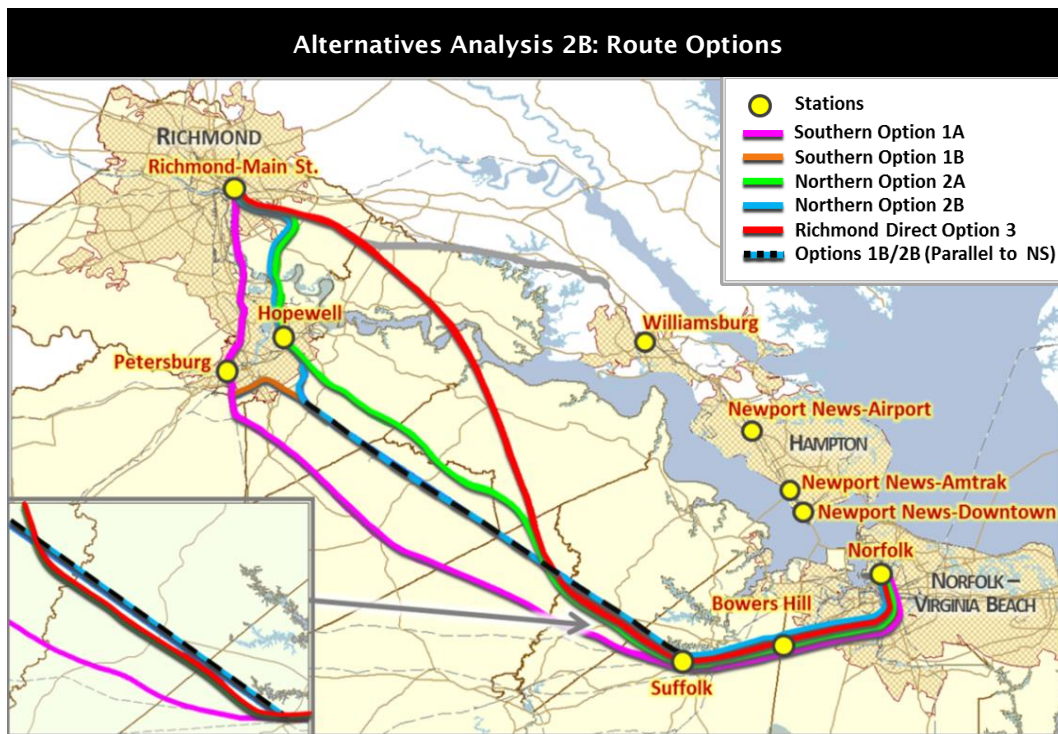 Alternatives Analysis 2B: Route Options
Stations
Southern Option 1A
Southern Option 1B
Northern Option 2A
Northern Option 2B
Richmond Direct Option 3
Options 1B/2B (Parallel to NS)
RICHMOND
Richmond-Main St.
Hopewell
Petersburg
Williamsburg
Newport News-Airport
HAMPTON
Newport News-Amtrak
Newport News-Downtown
Norfolk
NORFOLK –
VIRGINIA BEACH
Bowers Hill
Suffolk